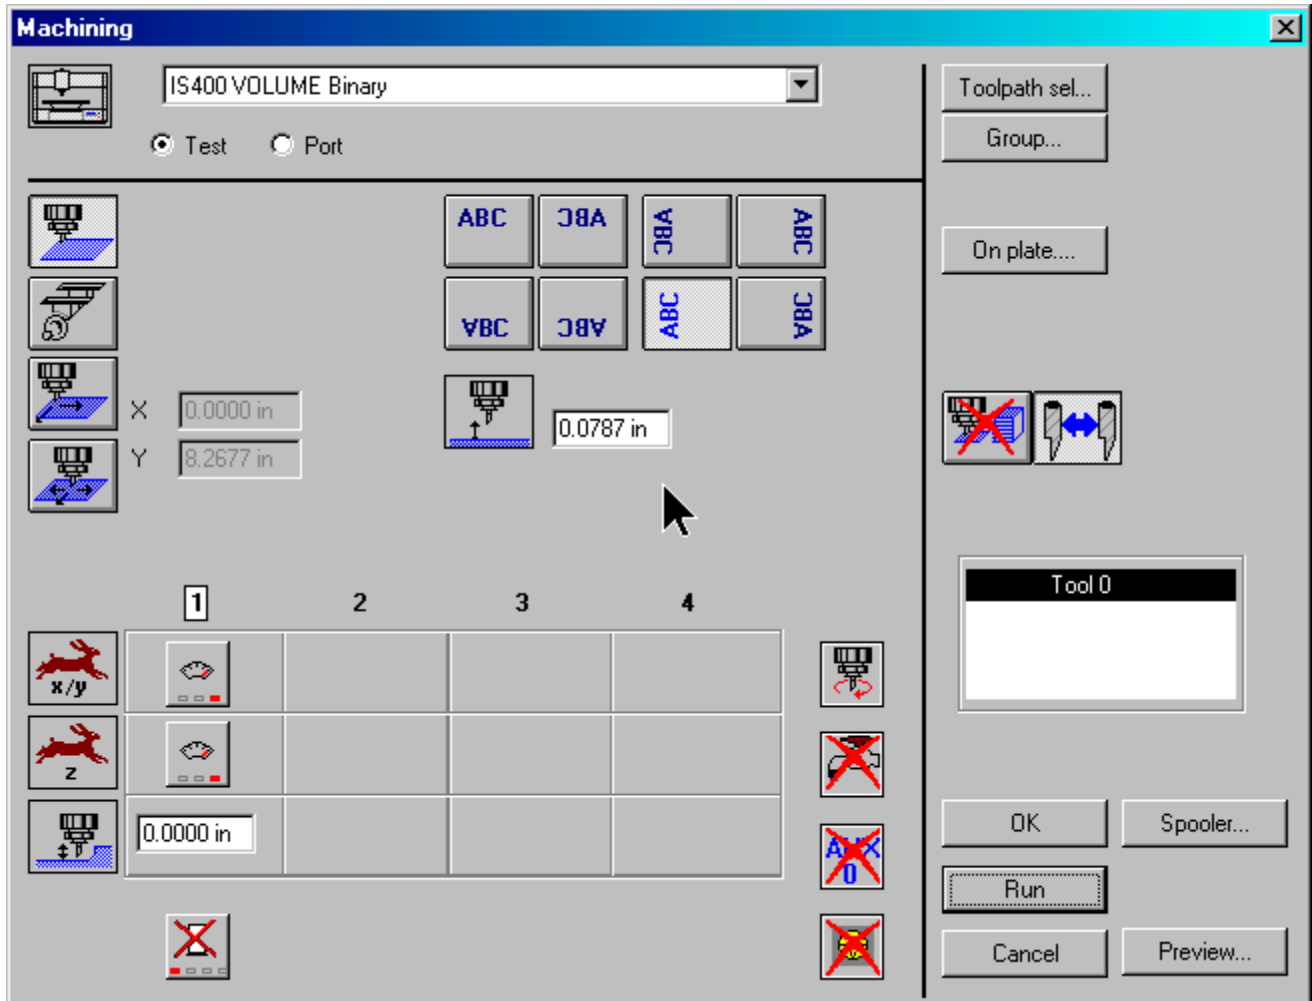 Machining
IS400 VOLUME Binary
Toolpath sel...
Test
Port
Group...
ABC
ABC
ABC
ABC
On plate....
ABC
ABC
ABC
ABC
X
0.0000 in
0.0787 in
Y
8.2677 in
Tool 0
1
2
3
4
x/y
z
0.0000 in
OK
Spooler...
AUX
0
Run
Cancel
Preview...